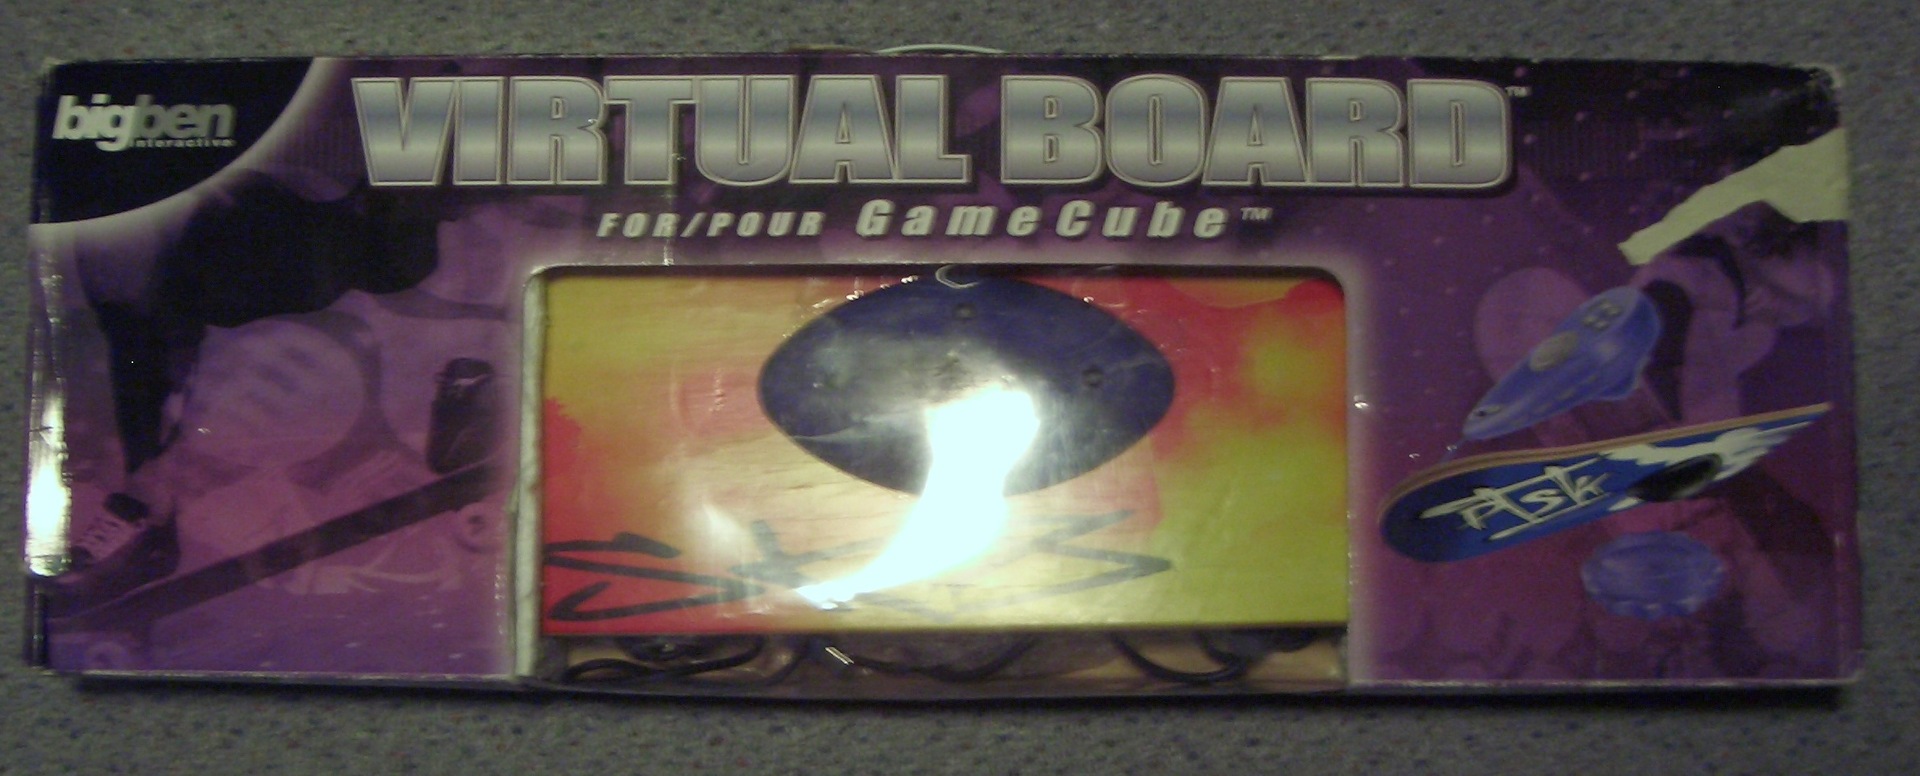 bigben
interactive
VIRTUAL BOARD™
FOR/POUR GameCube™